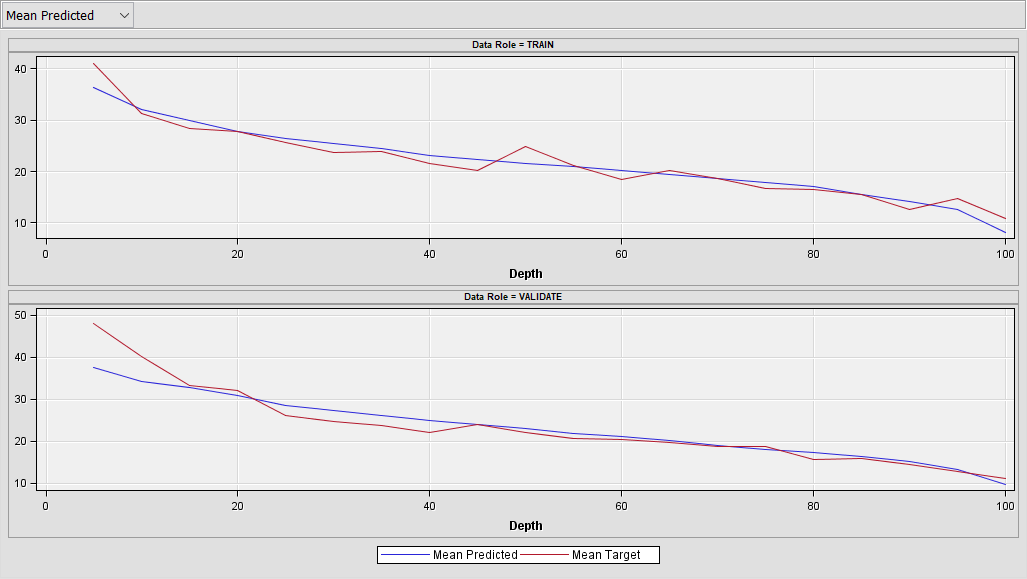 Mean Predicted
Data Role = TRAIN
40
30
20
10
0 20 40 60 80 100
Depth
Data Role = VALIDATE
50
40
30
20
10
0 20 40 60 80 100
Depth
Mean Predicted Mean Target